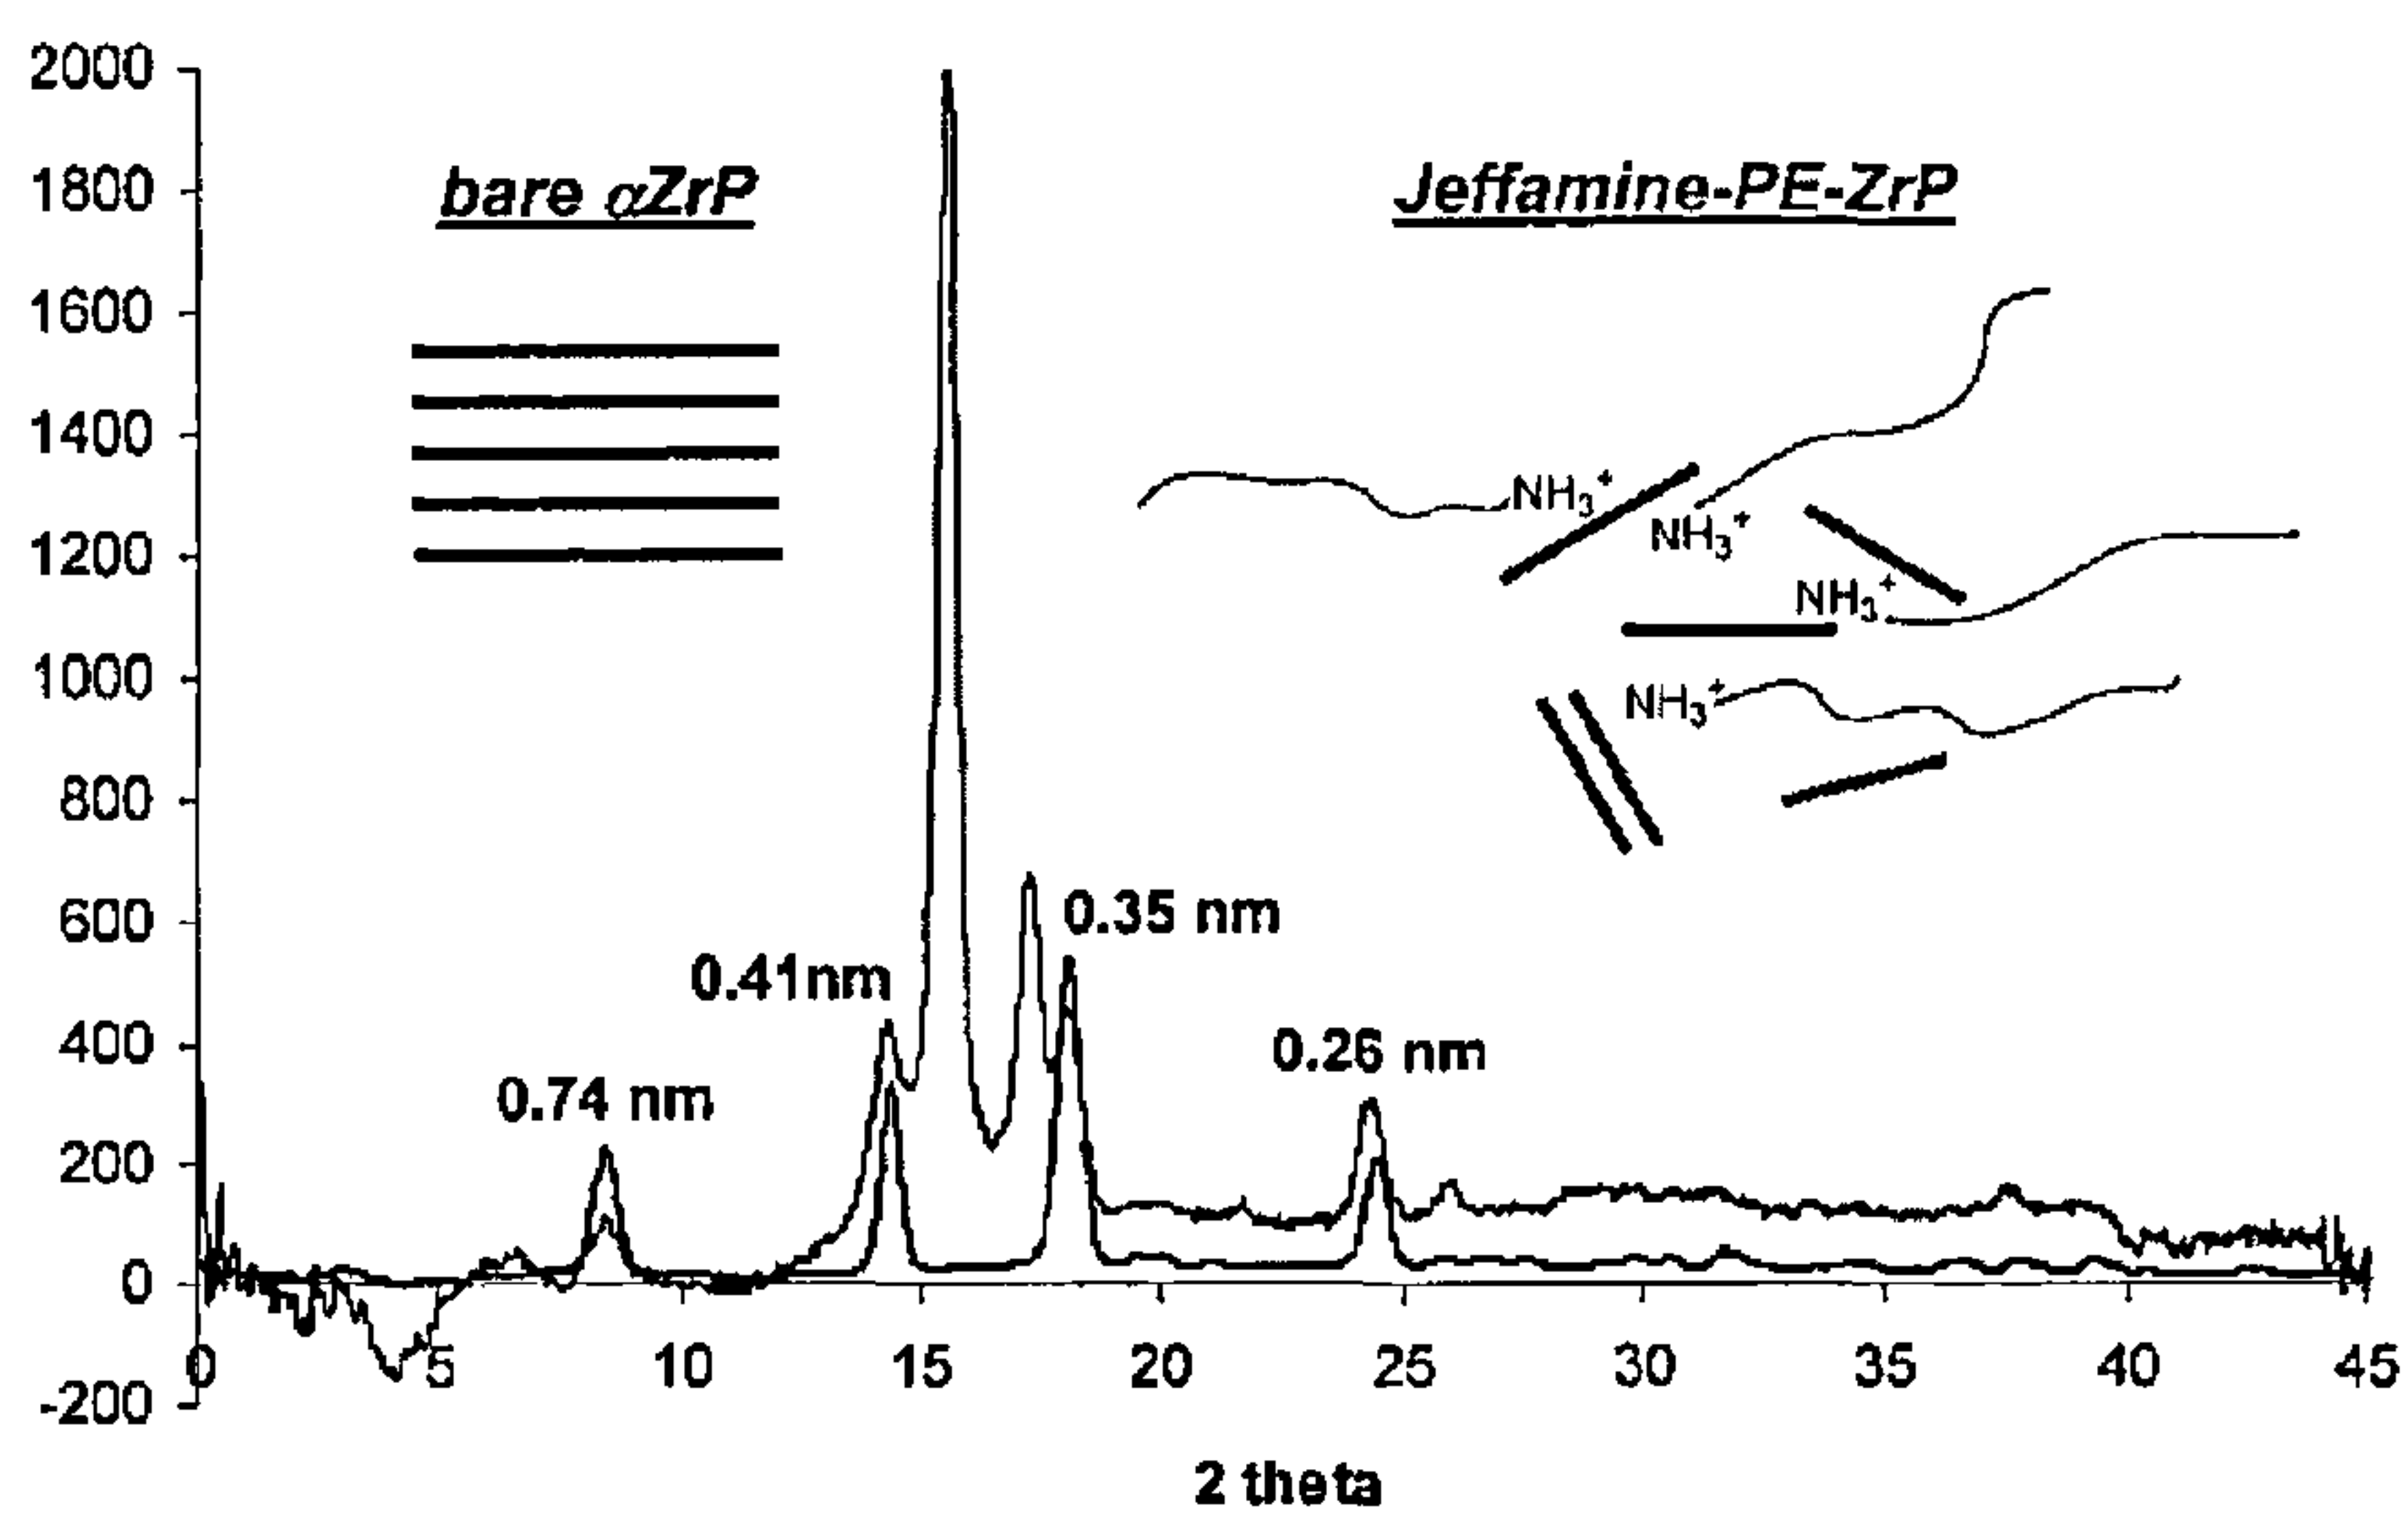 2000
1800
1600
1400
1200
1000
800
600
400
200
0
-200
bare αZrP
Jeffamine-PE-ZrP
NH3+
NH3+
NH3+
NH3+
0.35 nm
0.41nm
0.26 nm
0.74 nm
0 5 10 15 20 25 30 35 40 45
2 theta